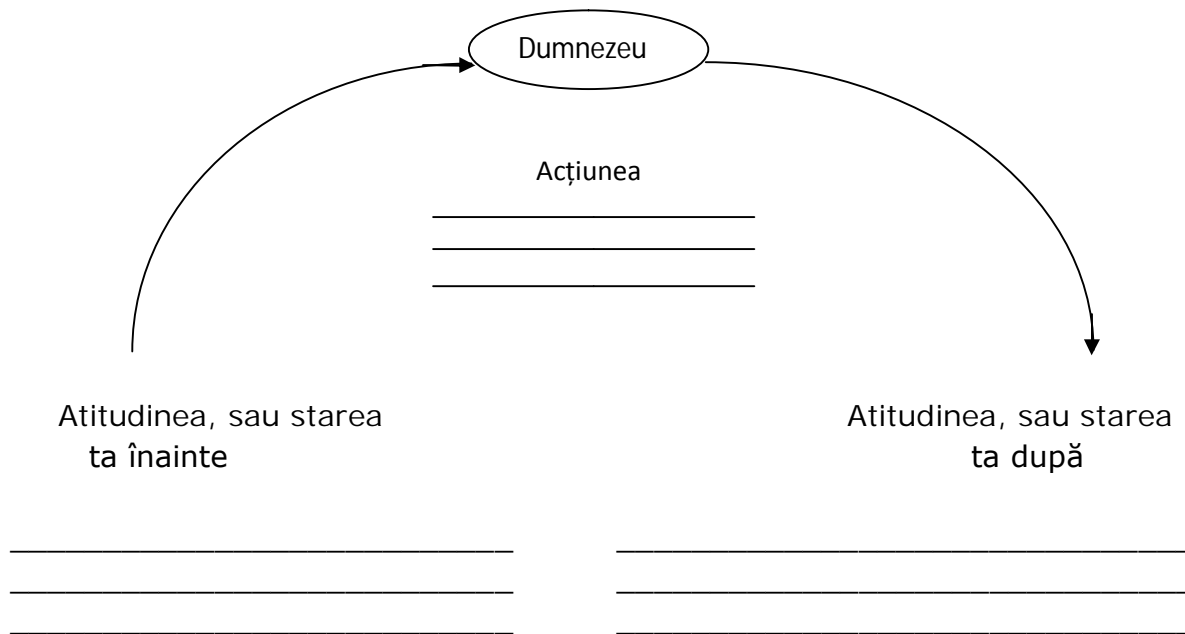 Dumnezeu
Acțiunea
Atitudinea, sau starea
ta înainte
Atitudinea, sau starea
ta după